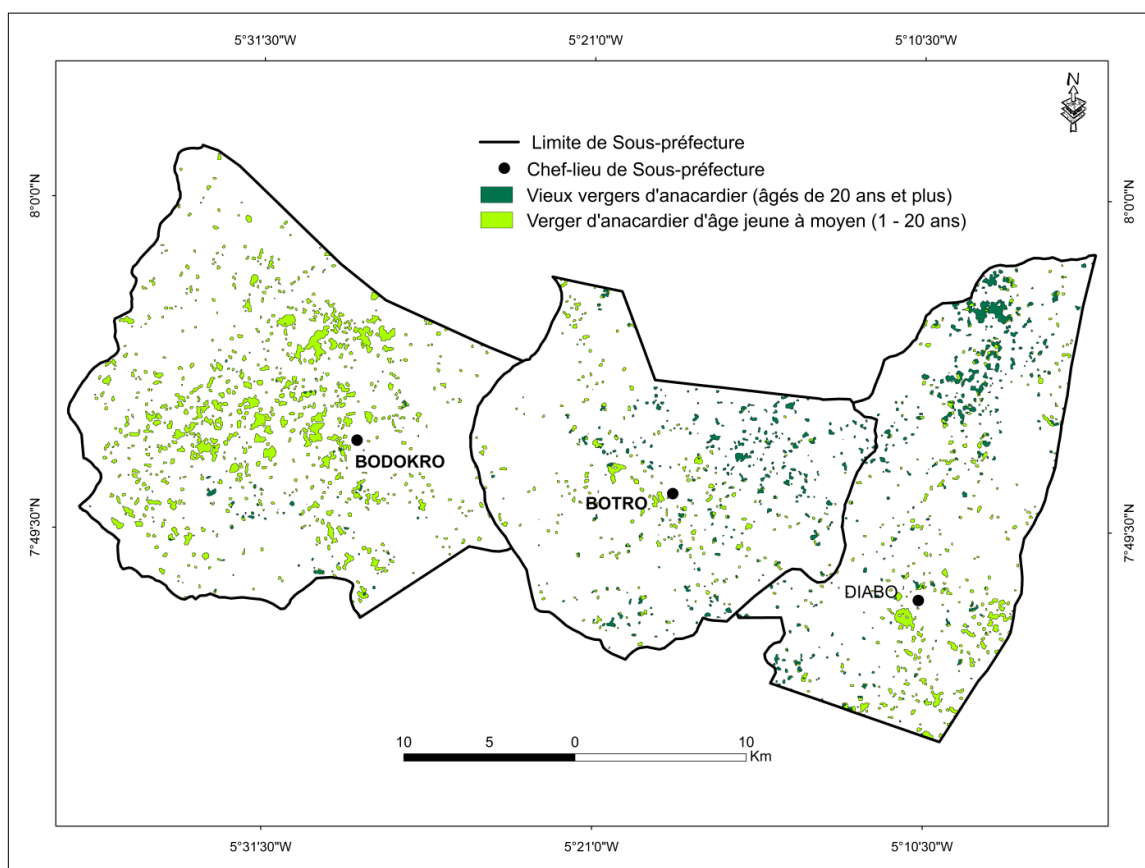 5°31'30"W 5°21'0"W 5°10'30"W
N
Limite de Sous-préfecture
Chef-lieu de Sous-préfecture
Vieux vergers d'anacardier (âgés de 20 ans et plus)
Verger d'anacardier d'âge jeune à moyen (1 - 20 ans)
8°0'0"N 8°0'0"N
BODOKRO
BOTRO
7°49'30"N 7°49'30"N
DIABO
10 5 0 10
Km
5°31'30"W 5°21'0"W 5°10'30"W